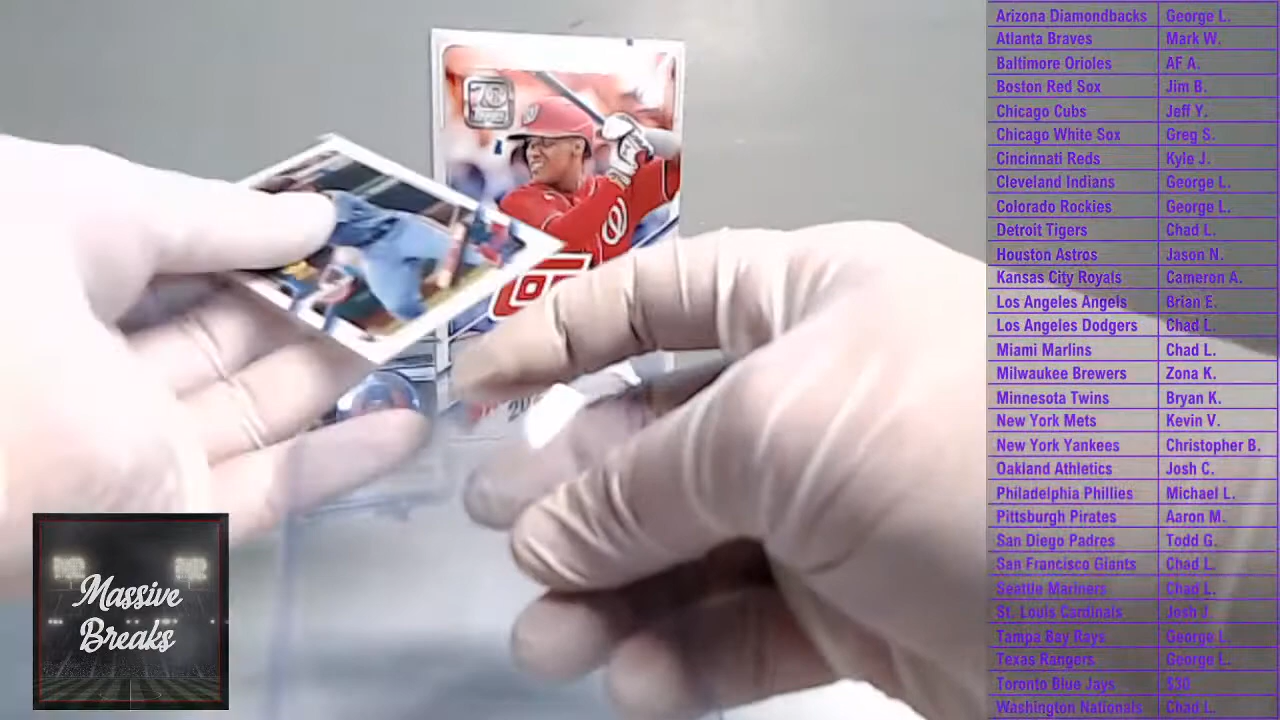 Arizona Diamondbacks George L.
Atlanta Braves Mark W.
Baltimore Orioles AF A.
Boston Red Sox Jim B.
Chicago Cubs Jeff Y.
Chicago White Sox Greg S.
Cincinnati Reds Kyle J.
Cleveland Indians George L.
Colorado Rockies George L.
Detroit Tigers Chad L.
Houston Astros Jason N.
Kansas City Royals Cameron A.
Los Angeles Angels Brian E.
Los Angeles Dodgers Chad L.
Miami Marlins Chad L.
Milwaukee Brewers Zona K.
Minnesota Twins Bryan K.
New York Mets Kevin V.
New York Yankees Christopher B.
Oakland Athletics Josh C.
Philadelphia Phillies Michael L.
Pittsburgh Pirates Aaron M.
San Diego Padres Todd G.
San Francisco Giants Chad L.
Seattle Mariners Chad L.
St. Louis Cardinals Josh J.
Tampa Bay Rays George L.
Texas Rangers George L.
Toronto Blue Jays $30
Washington Nationals Chad L.
70
W
Massive
Breaks